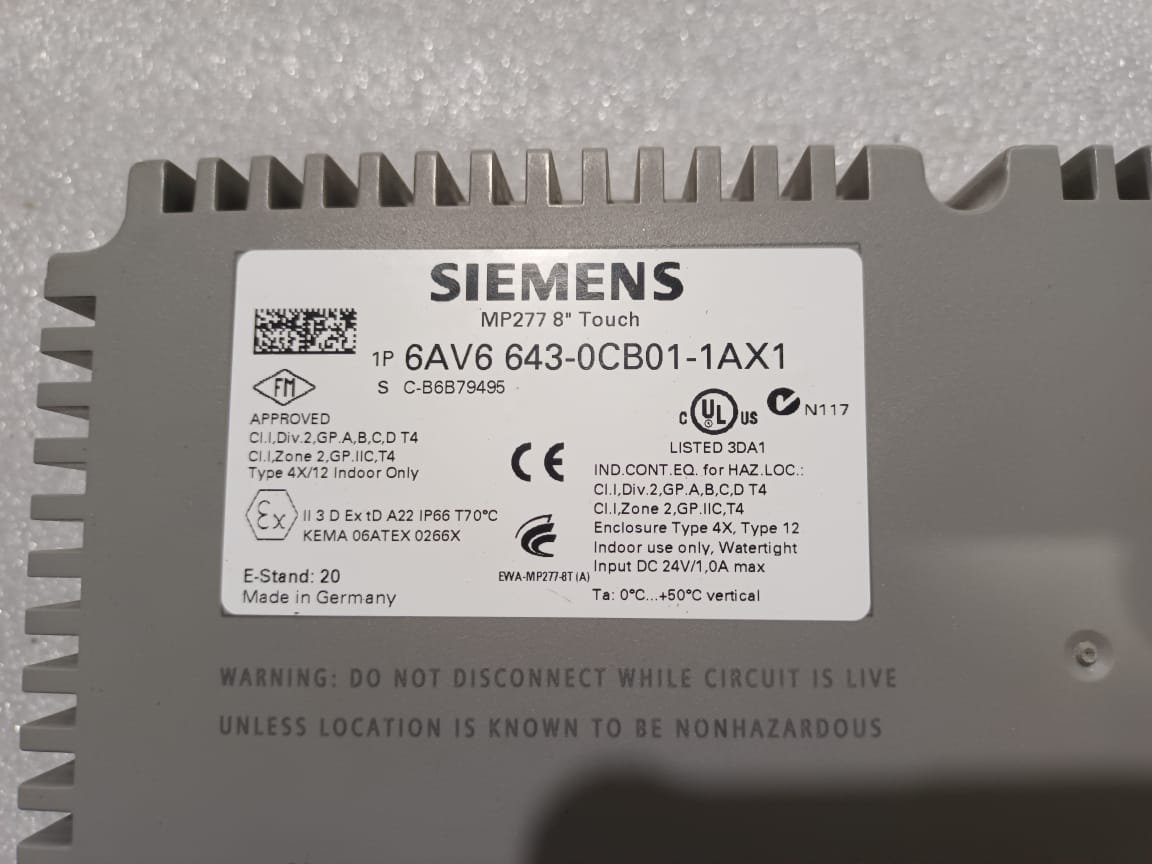 SIEMENS
MP277 8" Touch
1P 6AV6 643-0CB01-1AX1
S C-B6B79495
FM
APPROVED
Cl.I,Div.2,GP.A,B,C,D T4
Cl.I,Zone 2,GP.IIC,T4
Type 4X/12 Indoor Only
Ex II 3 D Ex tD A22 IP66 T70°C
KEMA 06ATEX 0266X
E-Stand: 20
Made in Germany
CE
EWA-MP277-8T(A)
C UL US N117
LISTED 3DA1
IND.CONT.EQ. for HAZ.LOC.:
Cl.I,Div.2,GP.A,B,C,D T4
Cl.I,Zone 2,GP.IIC,T4
Enclosure Type 4X, Type 12
Indoor use only, Watertight
Input DC 24V/1,0A max
Ta: 0°C...+50°C vertical
WARNING: DO NOT DISCONNECT WHILE CIRCUIT IS LIVE
UNLESS LOCATION IS KNOWN TO BE NONHAZARDOUS